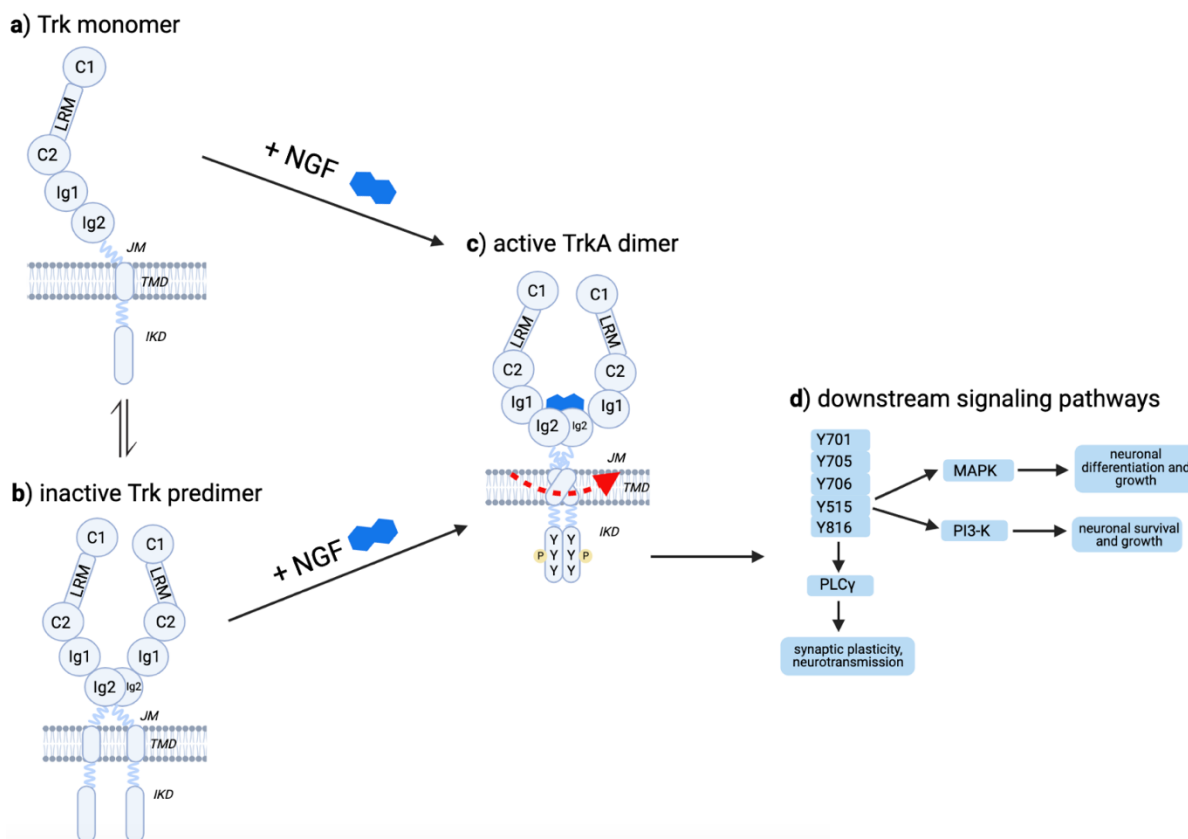 a) Trk monomer
C1
LRM
C2
Ig1
Ig2
JM
TMD
IKD
+ NGF
b) inactive Trk predimer
C1
C1
LRM
LRM
C2
C2
Ig1
Ig1
Ig2
Ig2
JM
TMD
IKD
+ NGF
c) active TrkA dimer
C1
C1
LRM
LRM
C2
C2
Ig1
Ig1
Ig2
Ig2
JM
TMD
IKD
Y Y
P Y Y P
Y Y
d) downstream signaling pathways
Y701
Y705
Y706
Y515
Y816
MAPK
neuronal
differentiation and
growth
PI3-K
neuronal survival
and growth
PLCγ
synaptic plasticity,
neurotransmission